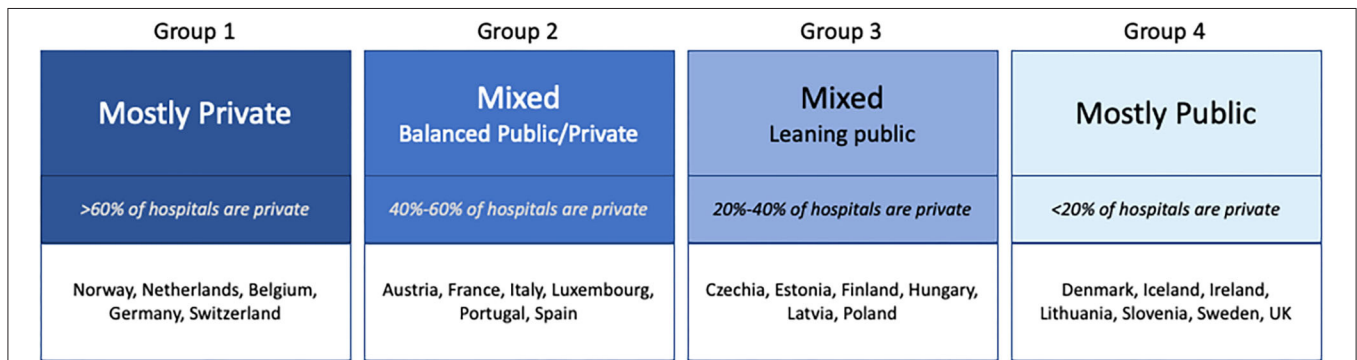 Group 1
Mostly Private
>60% of hospitals are private
Norway, Netherlands, Belgium,
Germany, Switzerland
Group 2
Mixed
Balanced Public/Private
40%-60% of hospitals are private
Austria, France, Italy, Luxembourg,
Portugal, Spain
Group 3
Mixed
Leaning public
20%-40% of hospitals are private
Czechia, Estonia, Finland, Hungary,
Latvia, Poland
Group 4
Mostly Public
<20% of hospitals are private
Denmark, Iceland, Ireland,
Lithuania, Slovenia, Sweden, UK